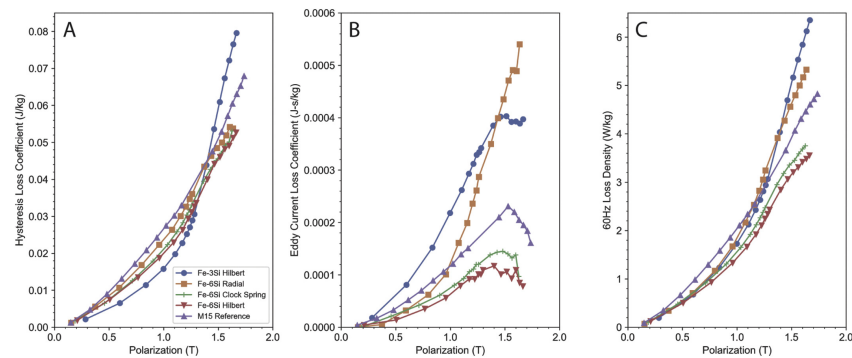 A
B
C
0.08
0.07
0.06
0.05
0.04
0.03
0.02
0.01
0.00
Hysteresis Loss Coefficient (J/kg)
Fe-3Si Hilbert
Fe-6Si Radial
Fe-6Si Clock Spring
Fe-6Si Hilbert
M15 Reference
0.0 0.5 1.0 1.5 2.0
Polarization (T)
0.0006
0.0005
0.0004
0.0003
0.0002
0.0001
0.0000
Eddy Current Loss Coefficient (J-s/kg)
0.0 0.5 1.0 1.5 2.0
Polarization (T)
6
5
4
3
2
1
0
60Hz Loss Density (W/kg)
0.0 0.5 1.0 1.5 2.0
Polarization (T)